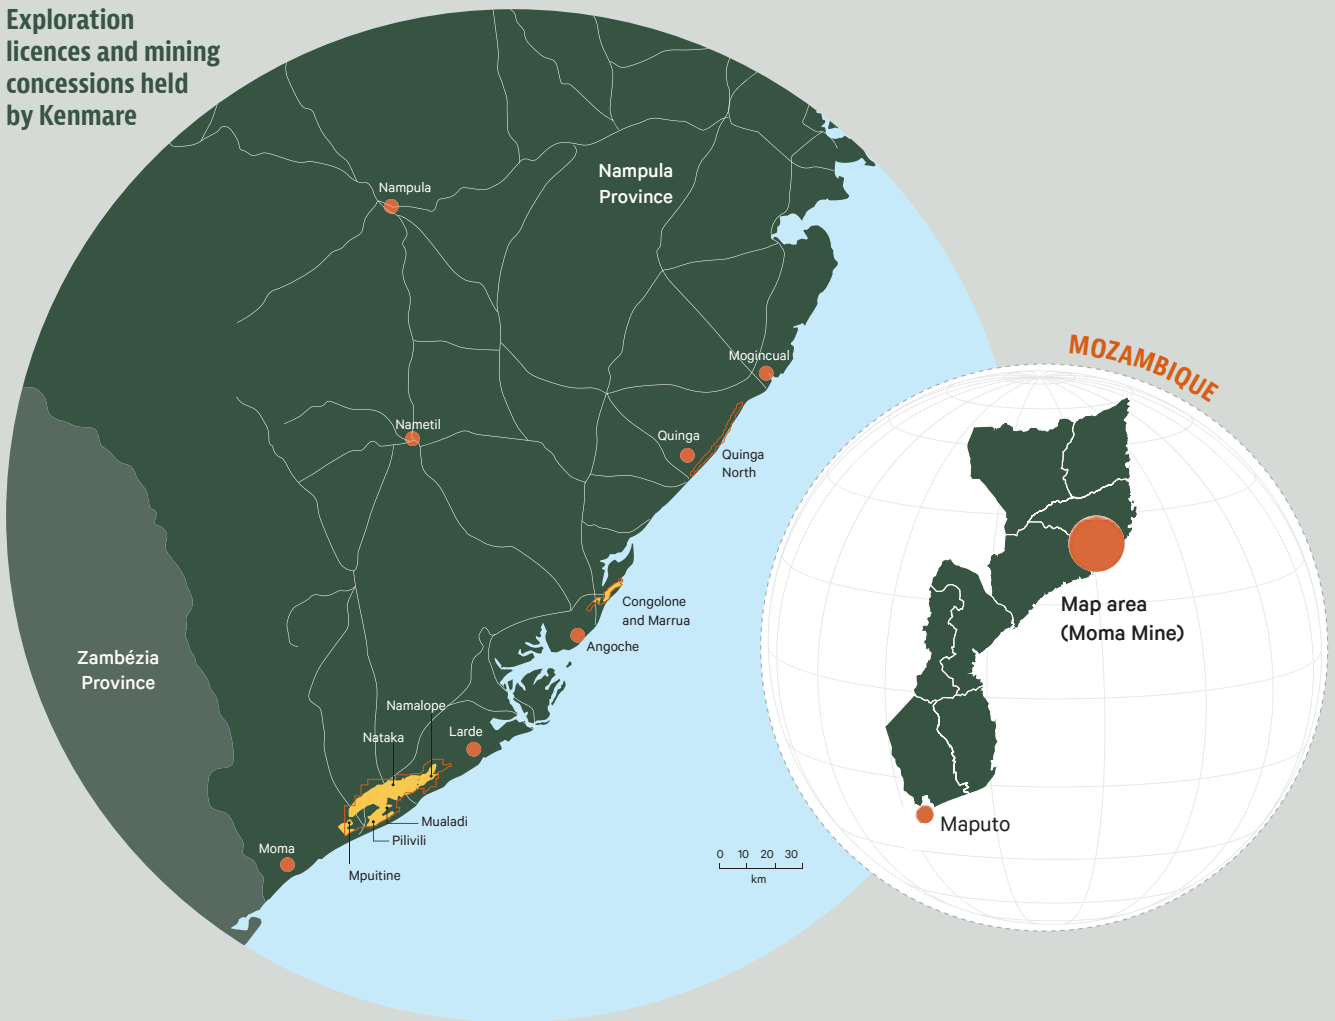 Exploration
licences and mining
concessions held
by Kenmare
Nampula
Province
Nampula
Mogincual
Nametil
Quinga
Quinga
North
Congolone
and Marrua
Angoche
Zambézia
Province
Namalope
Larde
Nataka
Mualadi
Pilivili
Moma
Mpuitine
0 10 20 30
km
MOZAMBIQUE
Map area
(Moma Mine)
Maputo